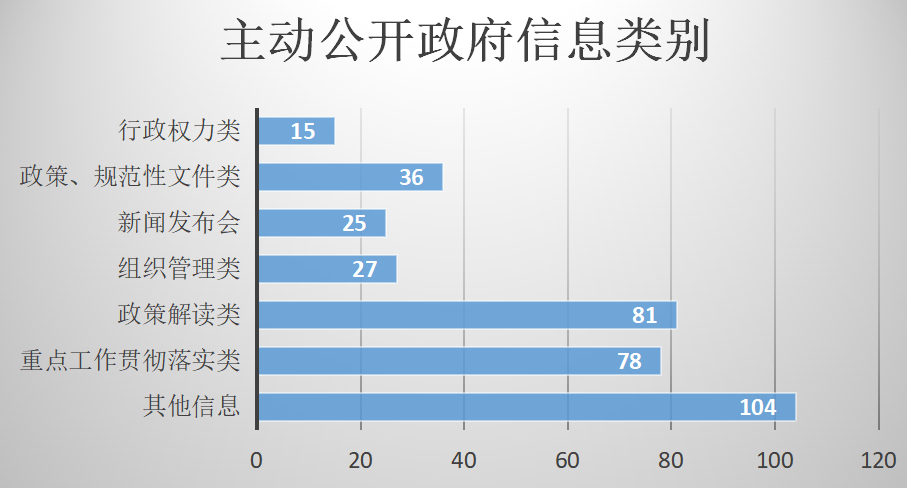 主动公开政府信息类别
行政权力类 15
政策、规范性文件类 36
新闻发布会 25
组织管理类 27
政策解读类 81
重点工作贯彻落实类 78
其他信息 104
0 20 40 60 80 100 120